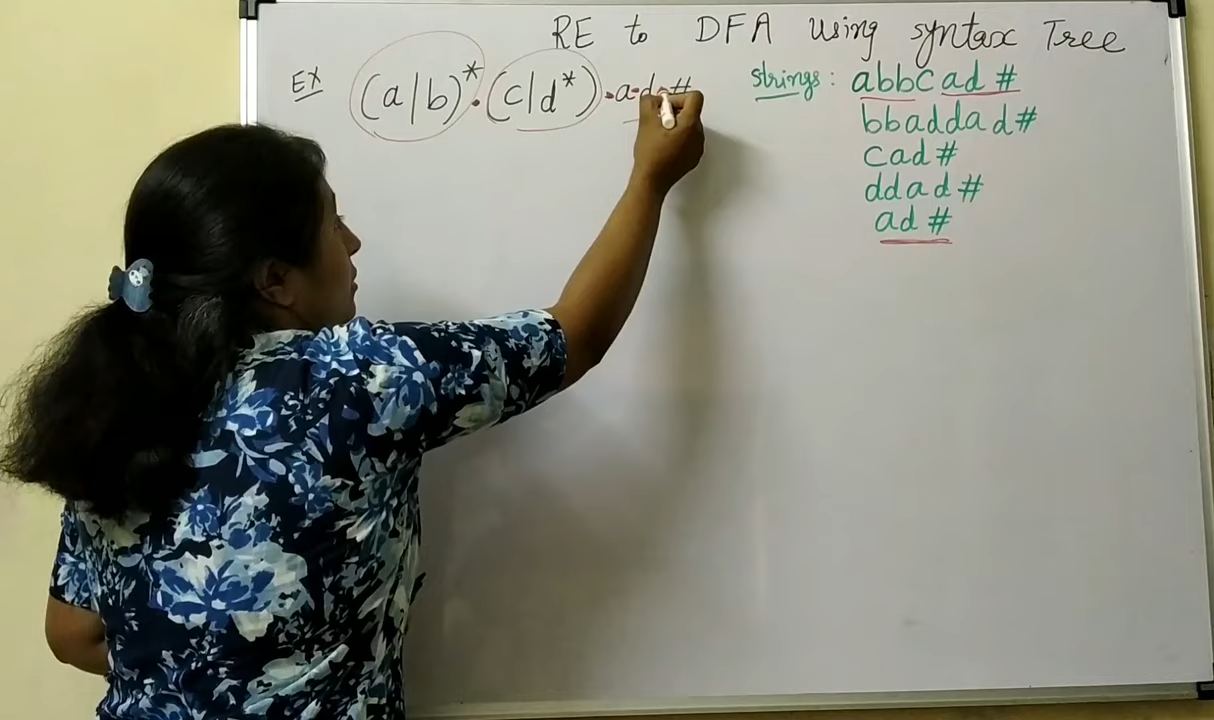 RE to DFA using syntax Tree
Ex (a|b)*.(c|d*).a.d.#
strings: abbcad#
bbaddad#
cad#
ddad#
ad#